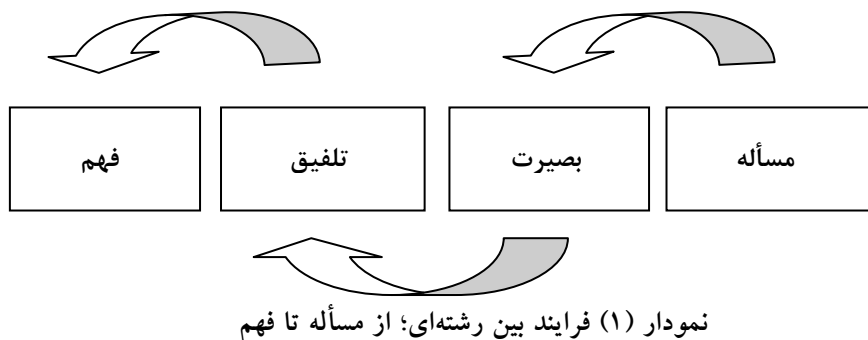 مسأله
بصیرت
تلفیق
فهم
نمودار (۱) فرایند بین رشته‌ای؛ از مسأله تا فهم